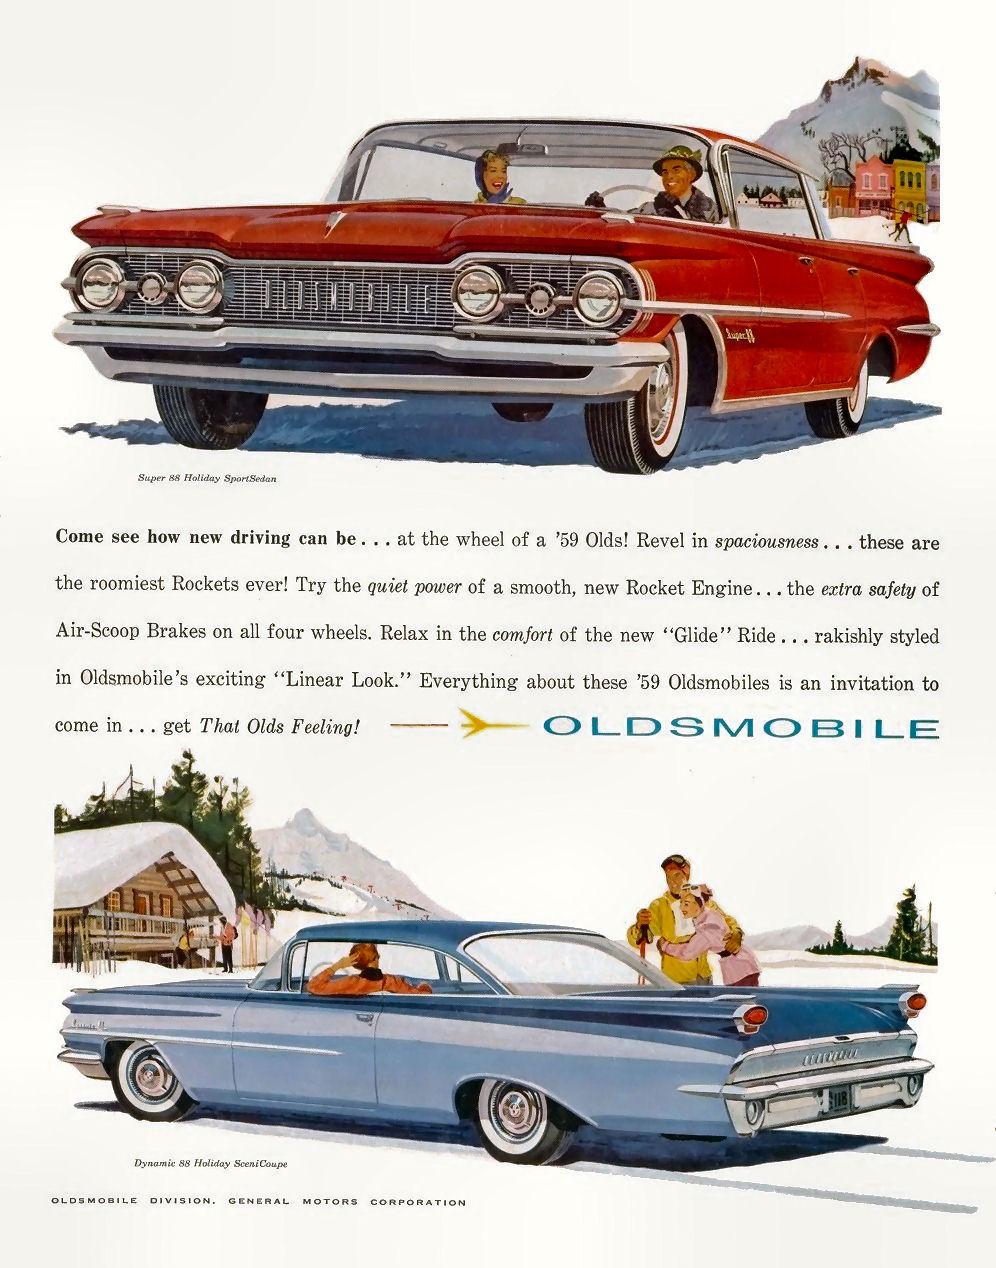 OLDSMOBILE
Super 88
Super 88 Holiday SportSedan
Come see how new driving can be . . . at the wheel of a '59 Olds! Revel in spaciousness . . . these are
the roomiest Rockets ever! Try the quiet power of a smooth, new Rocket Engine . . . the extra safety of
Air-Scoop Brakes on all four wheels. Relax in the comfort of the new “Glide” Ride . . . rakishly styled
in Oldsmobile's exciting “Linear Look.” Everything about these '59 Oldsmobiles is an invitation to
come in . . . get That Olds Feeling!
OLDSMOBILE
Dynamic 88 Holiday SceniCoupe
OLDSMOBILE DIVISION, GENERAL MOTORS CORPORATION